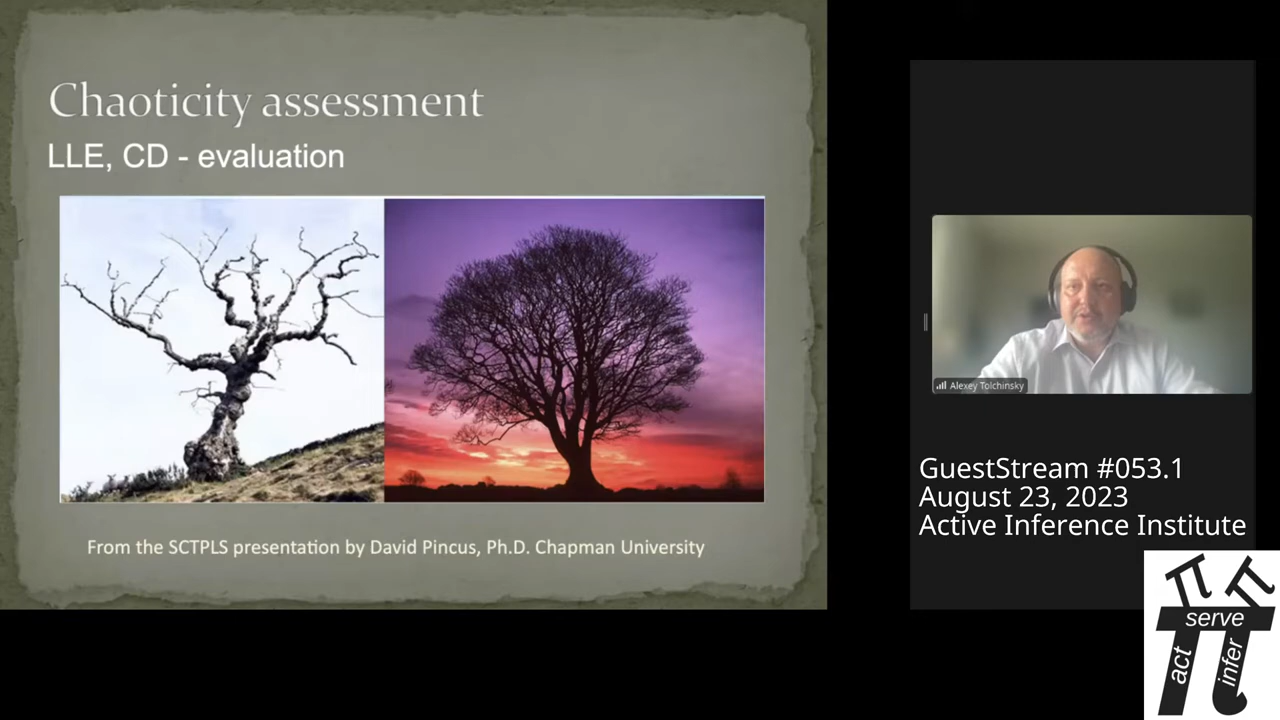 Chaoticity assessment
LLE, CD - evaluation
From the SCTPLS presentation by David Pincus, Ph.D. Chapman University
Alexey Tolchinsky
GuestStream #053.1
August 23, 2023
Active Inference Institute
serve
act
infer